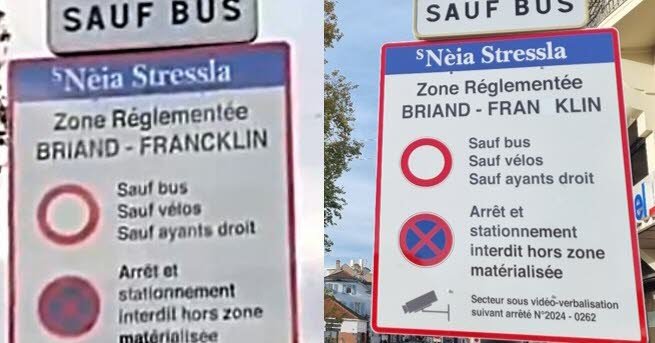 SAUF BUS
SNèia Stressla
Zone Réglementée
BRIAND - FRANCKLIN
Sauf bus
Sauf vélos
Sauf ayants droit
Arrêt et
stationnement
interdit hors zone
matérialisée
SAUF BUS
SNèia Stressla
Zone Réglementée
BRIAND - FRAN KLIN
Sauf bus
Sauf vélos
Sauf ayants droit
Arrêt et
stationnement
interdit hors zone
matérialisée
Secteur sous vidéo-verbalisation
suivant arrêté N°2024 - 0262